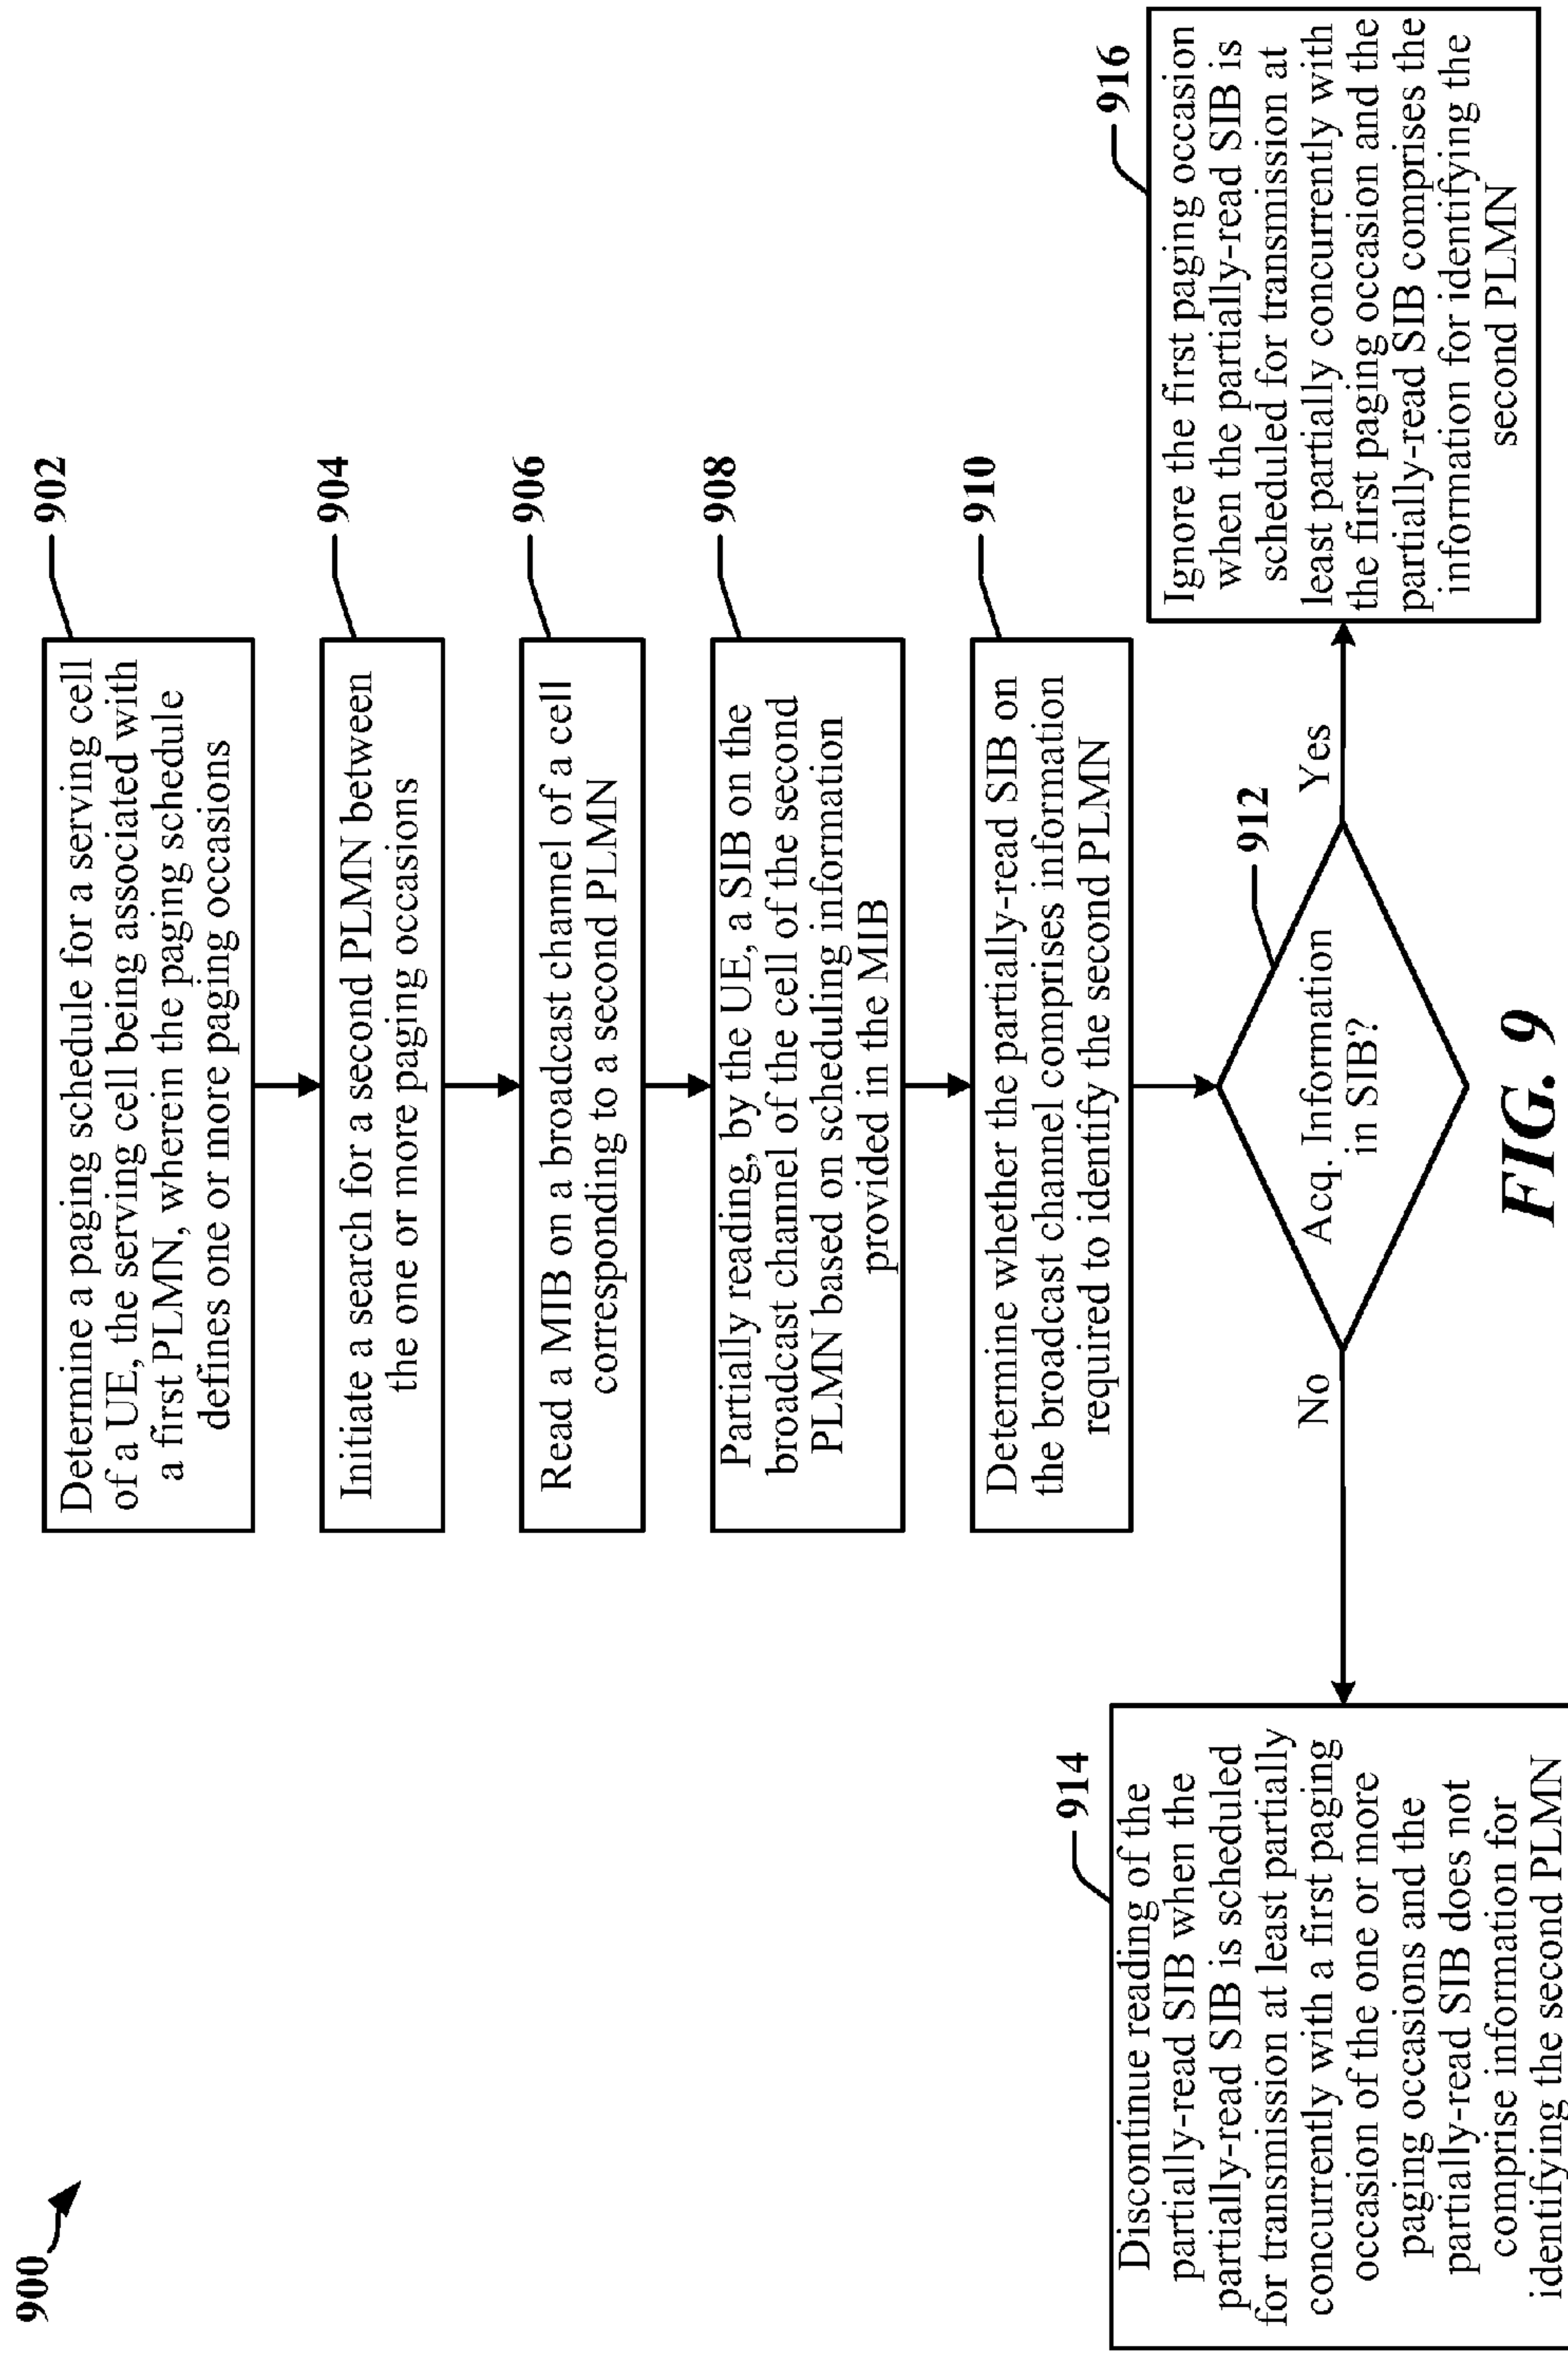 900
902
Determine a paging schedule for a serving cell
of a UE, the serving cell being associated with
a first PLMN, wherein the paging schedule
defines one or more paging occasions
904
Initiate a search for a second PLMN between
the one or more paging occasions
906
Read a MIB on a broadcast channel of a cell
corresponding to a second PLMN
908
Partially reading, by the UE, a SIB on the
broadcast channel of the cell of the second
PLMN based on scheduling information
provided in the MIB
910
Determine whether the partially-read SIB on
the broadcast channel comprises information
required to identify the second PLMN
912
Acq. Information
in SIB?
No
Yes
914
Discontinue reading of the
partially-read SIB when the
partially-read SIB is scheduled
for transmission at least partially
concurrently with a first paging
occasion of the one or more
paging occasions and the
partially-read SIB does not
comprise information for
identifying the second PLMN
916
Ignore the first paging occasion
when the partially-read SIB is
scheduled for transmission at
least partially concurrently with
the first paging occasion and the
partially-read SIB comprises the
information for identifying the
second PLMN
FIG. 9